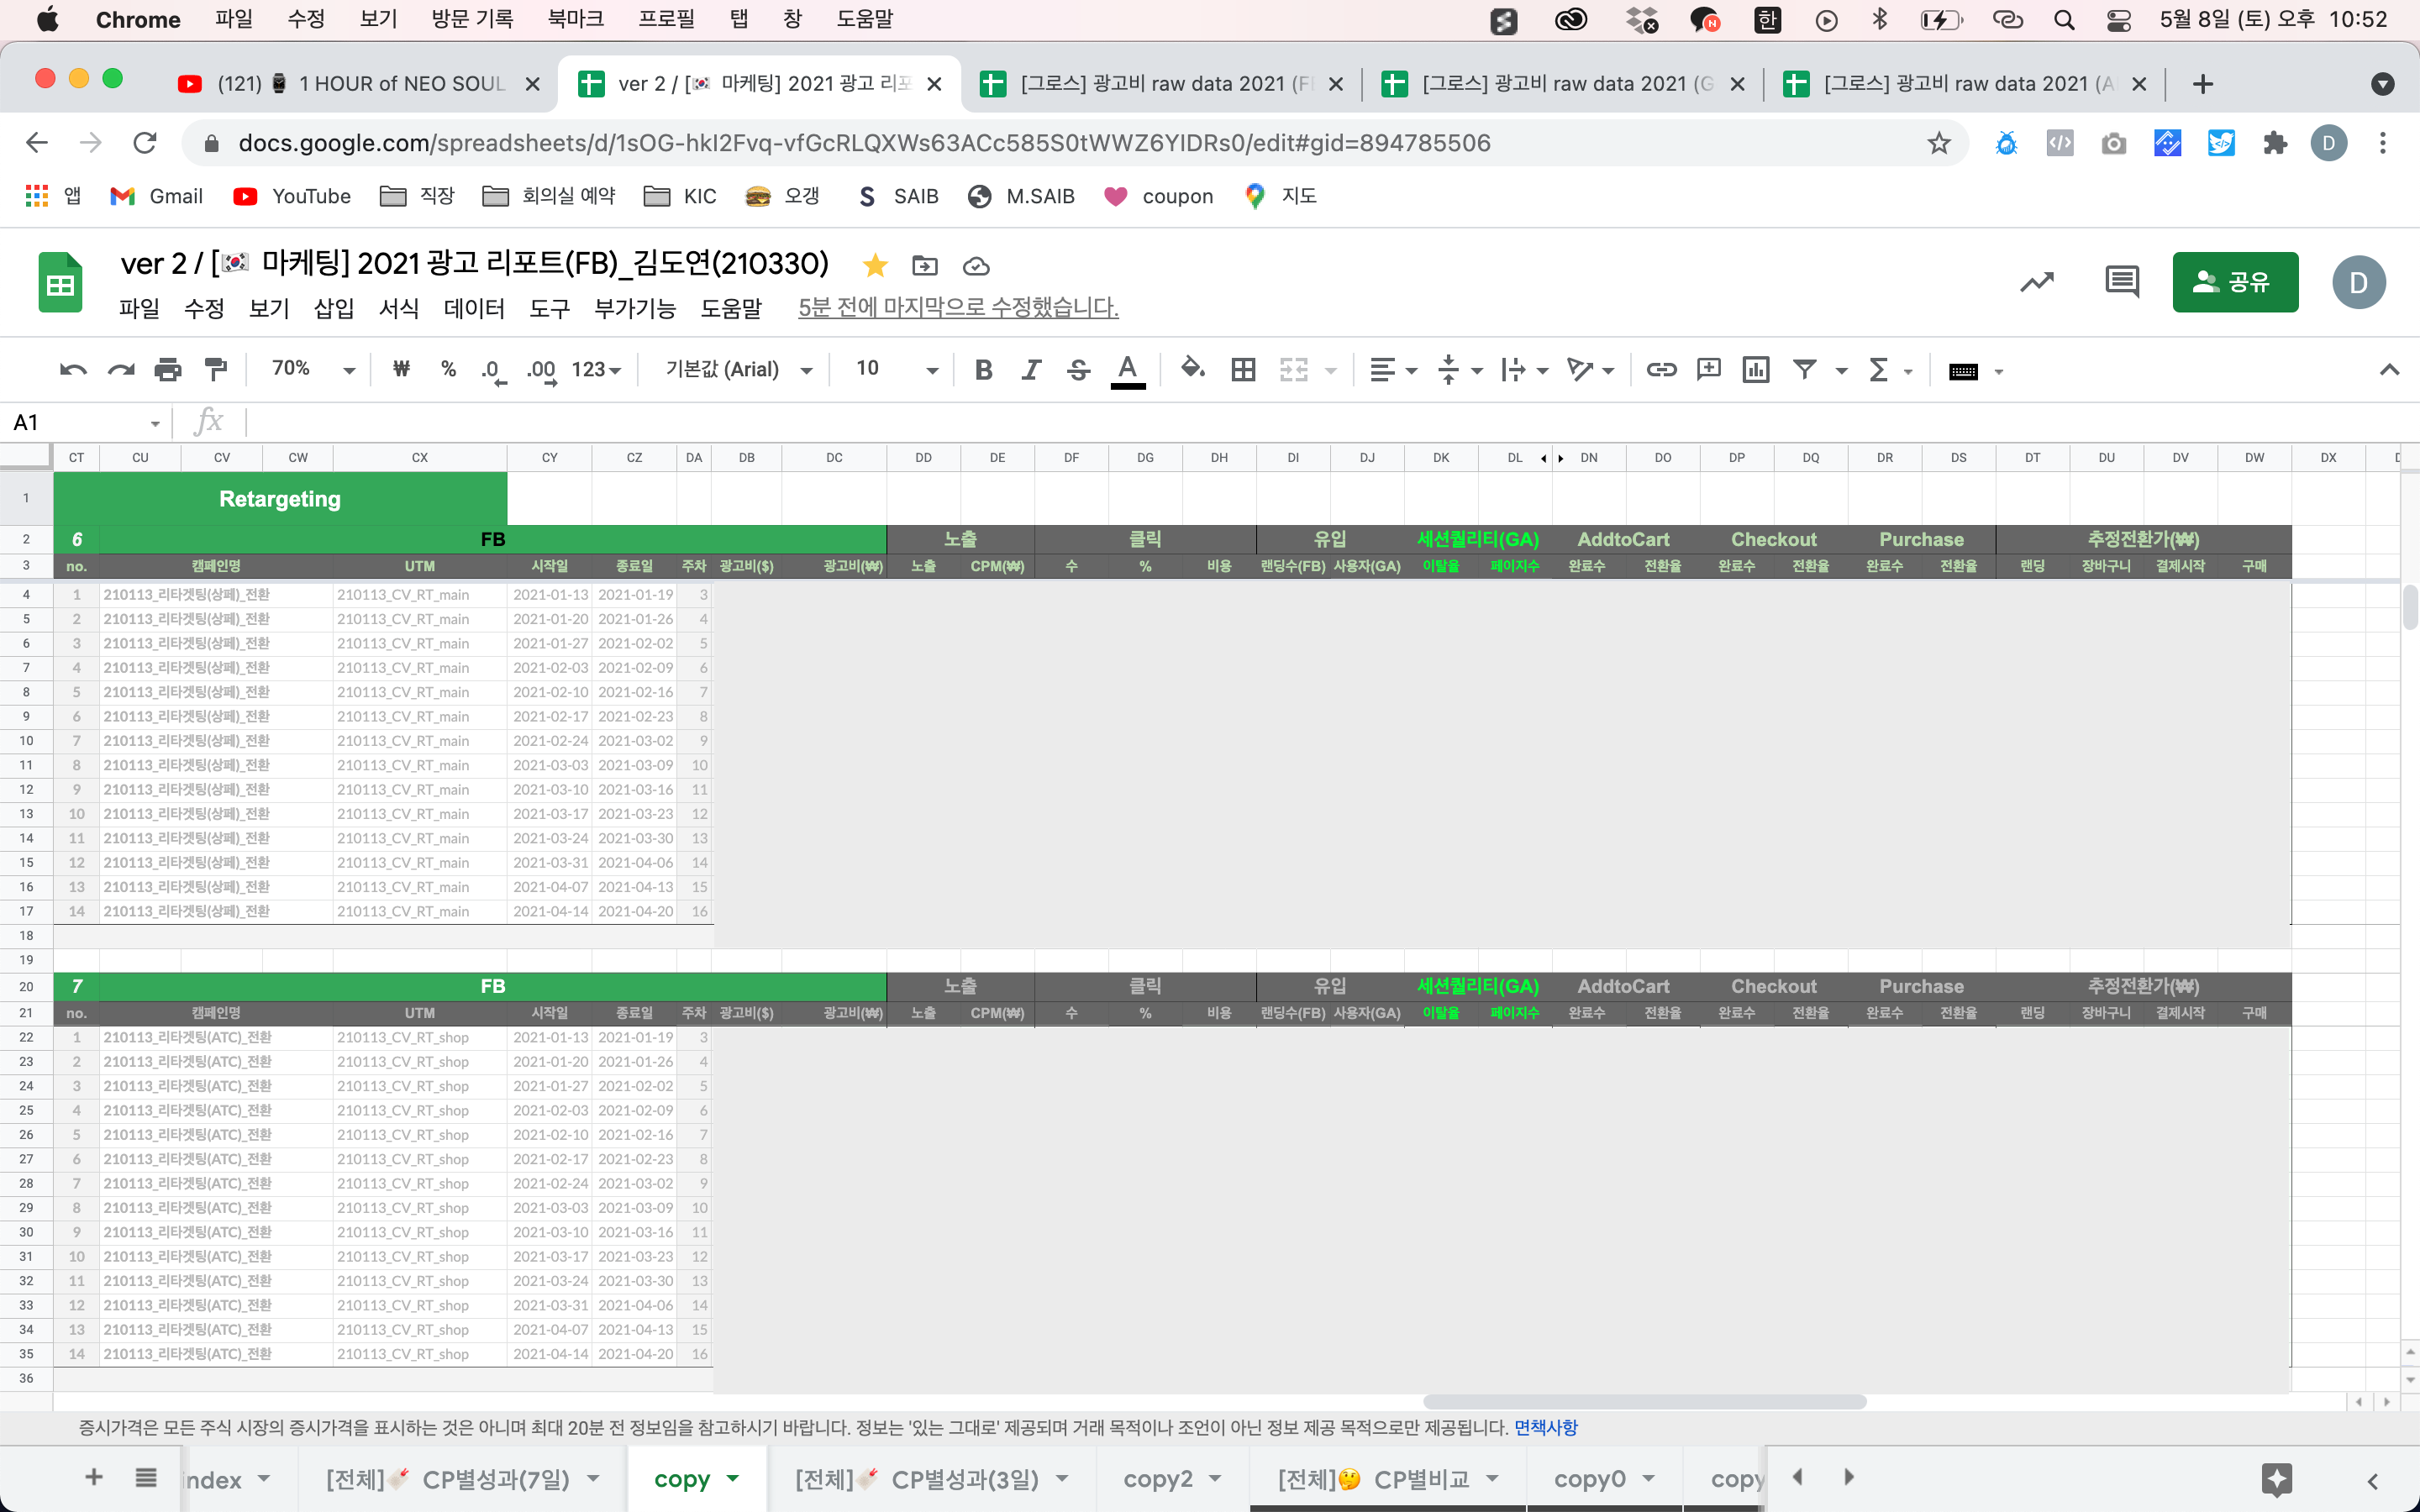 Chrome 파일 수정 보기 방문 기록 북마크 프로필 탭 창 도움말 한 5월 8일 (토) 오후 10:52
(121) 1 HOUR of NEO SOUL
ver 2 / [🇰🇷 마케팅] 2021 광고 리포
[그로스] 광고비 raw data 2021 (F
[그로스] 광고비 raw data 2021 (G
[그로스] 광고비 raw data 2021 (A
docs.google.com/spreadsheets/d/1sOG-hkI2Fvq-vfGcRLQXWs63ACc585S0tWWZ6YIDRs0/edit#gid=894785506
앱 Gmail YouTube 직장 회의실 예약 KIC 오갱 SAIB M.SAIB coupon 지도
ver 2 / [🇰🇷 마케팅] 2021 광고 리포트(FB)_김도연(210330)
공유 D
파일 수정 보기 삽입 서식 데이터 도구 부가기능 도움말 5분 전에 마지막으로 수정했습니다.
70% ₩ % .0 .00 123 기본값 (Arial) 10 B I S A
A1 fx
CT CU CV CW CX CY CZ DA DB DC DD DE DF DG DH DI DJ DK DL DN DO DP DQ DR DS DT DU DV DW DX
1 Retargeting
2 6 FB 노출 클릭 유입 세션퀄리티(GA) AddtoCart Checkout Purchase 추정전환가(₩)
3 no. 캠페인명 UTM 시작일 종료일 주차 광고비($) 광고비(₩) 노출 CPM(₩) 수 % 비용 랜딩수(FB) 사용자(GA) 이탈율 페이지수 완료수 전환율 완료수 전환율 완료수 전환율 랜딩 장바구니 결제시작 구매
4 1 210113_리타겟팅(상페)_전환 210113_CV_RT_main 2021-01-13 2021-01-19 3
5 2 210113_리타겟팅(상페)_전환 210113_CV_RT_main 2021-01-20 2021-01-26 4
6 3 210113_리타겟팅(상페)_전환 210113_CV_RT_main 2021-01-27 2021-02-02 5
7 4 210113_리타겟팅(상페)_전환 210113_CV_RT_main 2021-02-03 2021-02-09 6
8 5 210113_리타겟팅(상페)_전환 210113_CV_RT_main 2021-02-10 2021-02-16 7
9 6 210113_리타겟팅(상페)_전환 210113_CV_RT_main 2021-02-17 2021-02-23 8
10 7 210113_리타겟팅(상페)_전환 210113_CV_RT_main 2021-02-24 2021-03-02 9
11 8 210113_리타겟팅(상페)_전환 210113_CV_RT_main 2021-03-03 2021-03-09 10
12 9 210113_리타겟팅(상페)_전환 210113_CV_RT_main 2021-03-10 2021-03-16 11
13 10 210113_리타겟팅(상페)_전환 210113_CV_RT_main 2021-03-17 2021-03-23 12
14 11 210113_리타겟팅(상페)_전환 210113_CV_RT_main 2021-03-24 2021-03-30 13
15 12 210113_리타겟팅(상페)_전환 210113_CV_RT_main 2021-03-31 2021-04-06 14
16 13 210113_리타겟팅(상페)_전환 210113_CV_RT_main 2021-04-07 2021-04-13 15
17 14 210113_리타겟팅(상페)_전환 210113_CV_RT_main 2021-04-14 2021-04-20 16
18
19
20 7 FB 노출 클릭 유입 세션퀄리티(GA) AddtoCart Checkout Purchase 추정전환가(₩)
21 no. 캠페인명 UTM 시작일 종료일 주차 광고비($) 광고비(₩) 노출 CPM(₩) 수 % 비용 랜딩수(FB) 사용자(GA) 이탈율 페이지수 완료수 전환율 완료수 전환율 완료수 전환율 랜딩 장바구니 결제시작 구매
22 1 210113_리타겟팅(ATC)_전환 210113_CV_RT_shop 2021-01-13 2021-01-19 3
23 2 210113_리타겟팅(ATC)_전환 210113_CV_RT_shop 2021-01-20 2021-01-26 4
24 3 210113_리타겟팅(ATC)_전환 210113_CV_RT_shop 2021-01-27 2021-02-02 5
25 4 210113_리타겟팅(ATC)_전환 210113_CV_RT_shop 2021-02-03 2021-02-09 6
26 5 210113_리타겟팅(ATC)_전환 210113_CV_RT_shop 2021-02-10 2021-02-16 7
27 6 210113_리타겟팅(ATC)_전환 210113_CV_RT_shop 2021-02-17 2021-02-23 8
28 7 210113_리타겟팅(ATC)_전환 210113_CV_RT_shop 2021-02-24 2021-03-02 9
29 8 210113_리타겟팅(ATC)_전환 210113_CV_RT_shop 2021-03-03 2021-03-09 10
30 9 210113_리타겟팅(ATC)_전환 210113_CV_RT_shop 2021-03-10 2021-03-16 11
31 10 210113_리타겟팅(ATC)_전환 210113_CV_RT_shop 2021-03-17 2021-03-23 12
32 11 210113_리타겟팅(ATC)_전환 210113_CV_RT_shop 2021-03-24 2021-03-30 13
33 12 210113_리타겟팅(ATC)_전환 210113_CV_RT_shop 2021-03-31 2021-04-06 14
34 13 210113_리타겟팅(ATC)_전환 210113_CV_RT_shop 2021-04-07 2021-04-13 15
35 14 210113_리타겟팅(ATC)_전환 210113_CV_RT_shop 2021-04-14 2021-04-20 16
36
증시가격은 모든 주식 시장의 증시가격을 표시하는 것은 아니며 최대 20분 전 정보임을 참고하시기 바랍니다. 정보는 '있는 그대로' 제공되며 거래 목적이나 조언이 아닌 정보 제공 목적으로만 제공됩니다. 면책사항
index [전체] CP별성과(7일) copy [전체] CP별성과(3일) copy2 [전체]🤔 CP별비교 copy0 copy